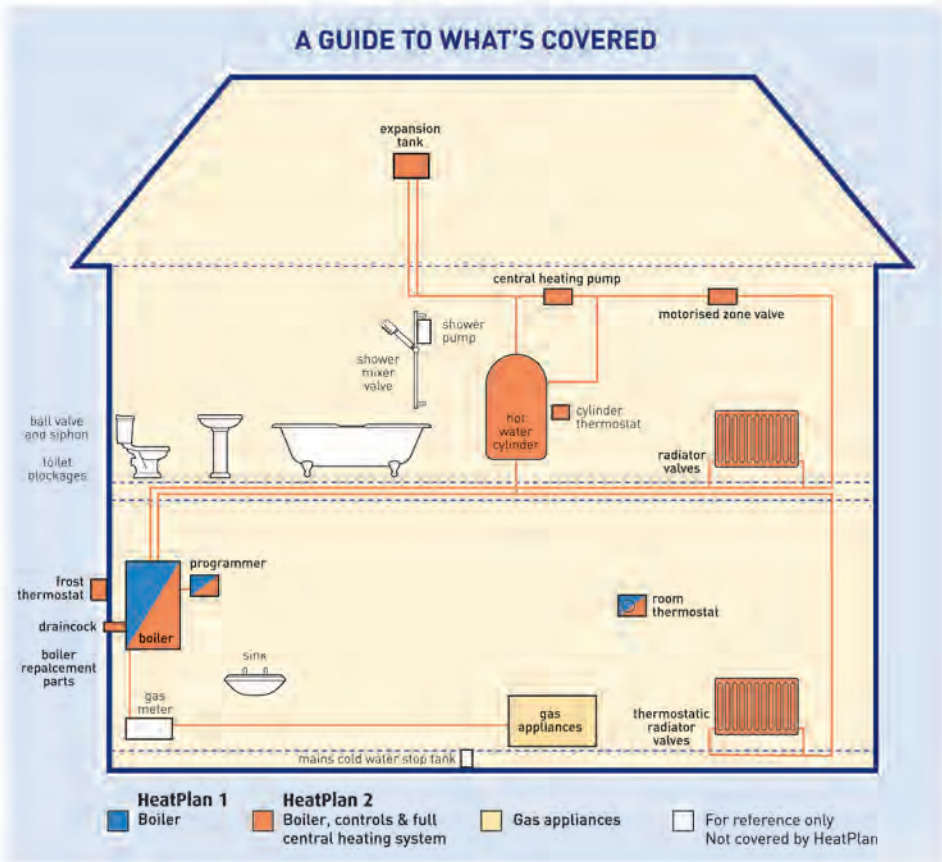 A GUIDE TO WHAT'S COVERED
expansion
tank
central heating pump
motorised zone valve
shower
pump
shower
mixer
valve
ball valve
and siphon
toilet
blockages
hot
water
cylinder
cylinder
thermostat
radiator
valves
programmer
frost
thermostat
draincock
boiler
boiler
repalcement
parts
room
thermostat
sink
gas
meter
gas
appliances
thermostatic
radiator
valves
mains cold water stop tank
HeatPlan 1
Boiler
HeatPlan 2
Boiler, controls & full
central heating system
Gas appliances
For reference only
Not covered by HeatPlan